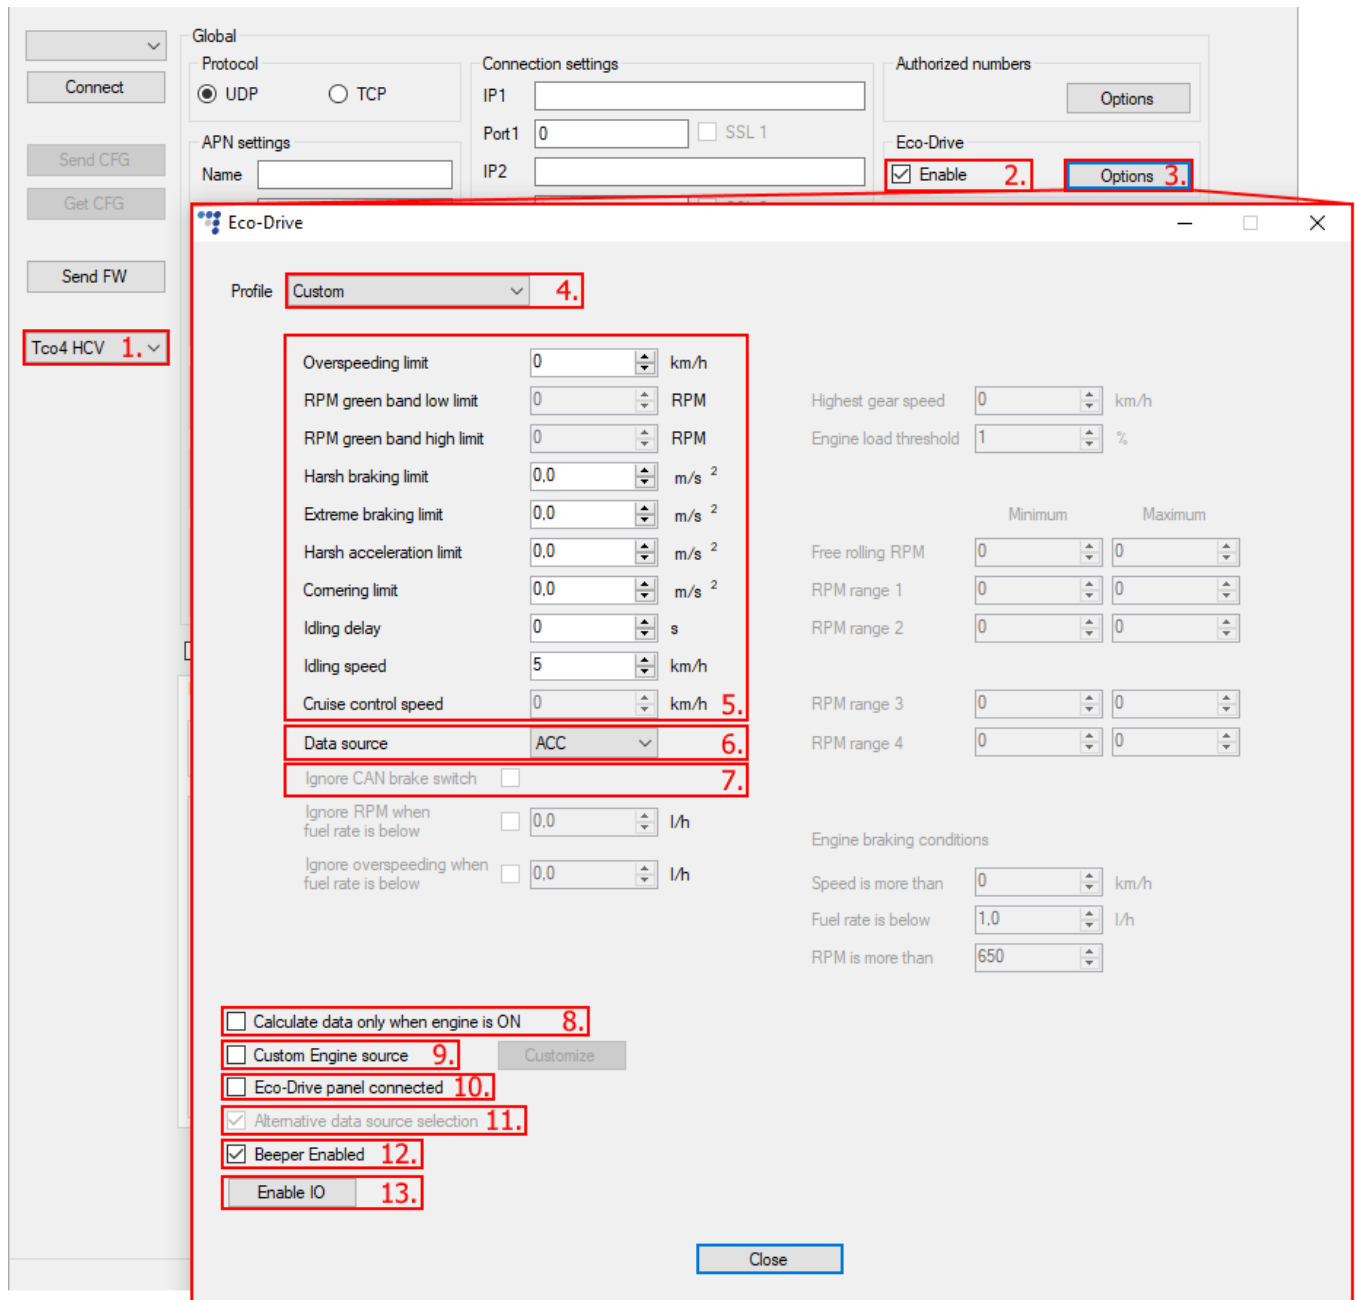 Global
Protocol
Connection settings
Authorized numbers
Connect
UDP
TCP
IP1
Options
Port1
0
SSL 1
APN settings
Eco-Drive
Send CFG
Name
IP2
Enable
2.
Options
3.
Get CFG
Eco-Drive
Send FW
Profile
Custom
4.
Tco4 HCV
1.
Overspeeding limit
0
km/h
RPM green band low limit
0
RPM
Highest gear speed
0
km/h
RPM green band high limit
0
RPM
Engine load threshold
1
%
Harsh braking limit
0,0
m/s 2
Extreme braking limit
0,0
m/s 2
Minimum
Maximum
Harsh acceleration limit
0,0
m/s 2
Free rolling RPM
0
0
Cornering limit
0,0
m/s 2
RPM range 1
0
0
Idling delay
0
s
RPM range 2
0
0
Idling speed
5
km/h
Cruise control speed
0
km/h
5.
RPM range 3
0
0
Data source
ACC
6.
RPM range 4
0
0
Ignore CAN brake switch
7.
Ignore RPM when
fuel rate is below
0,0
l/h
Engine braking conditions
Ignore overspeeding when
fuel rate is below
0,0
l/h
Speed is more than
0
km/h
Fuel rate is below
1,0
l/h
RPM is more than
650
Calculate data only when engine is ON
8.
Custom Engine source
9.
Customize
Eco-Drive panel connected
10.
Alternative data source selection
11.
Beeper Enabled
12.
Enable IO
13.
Close